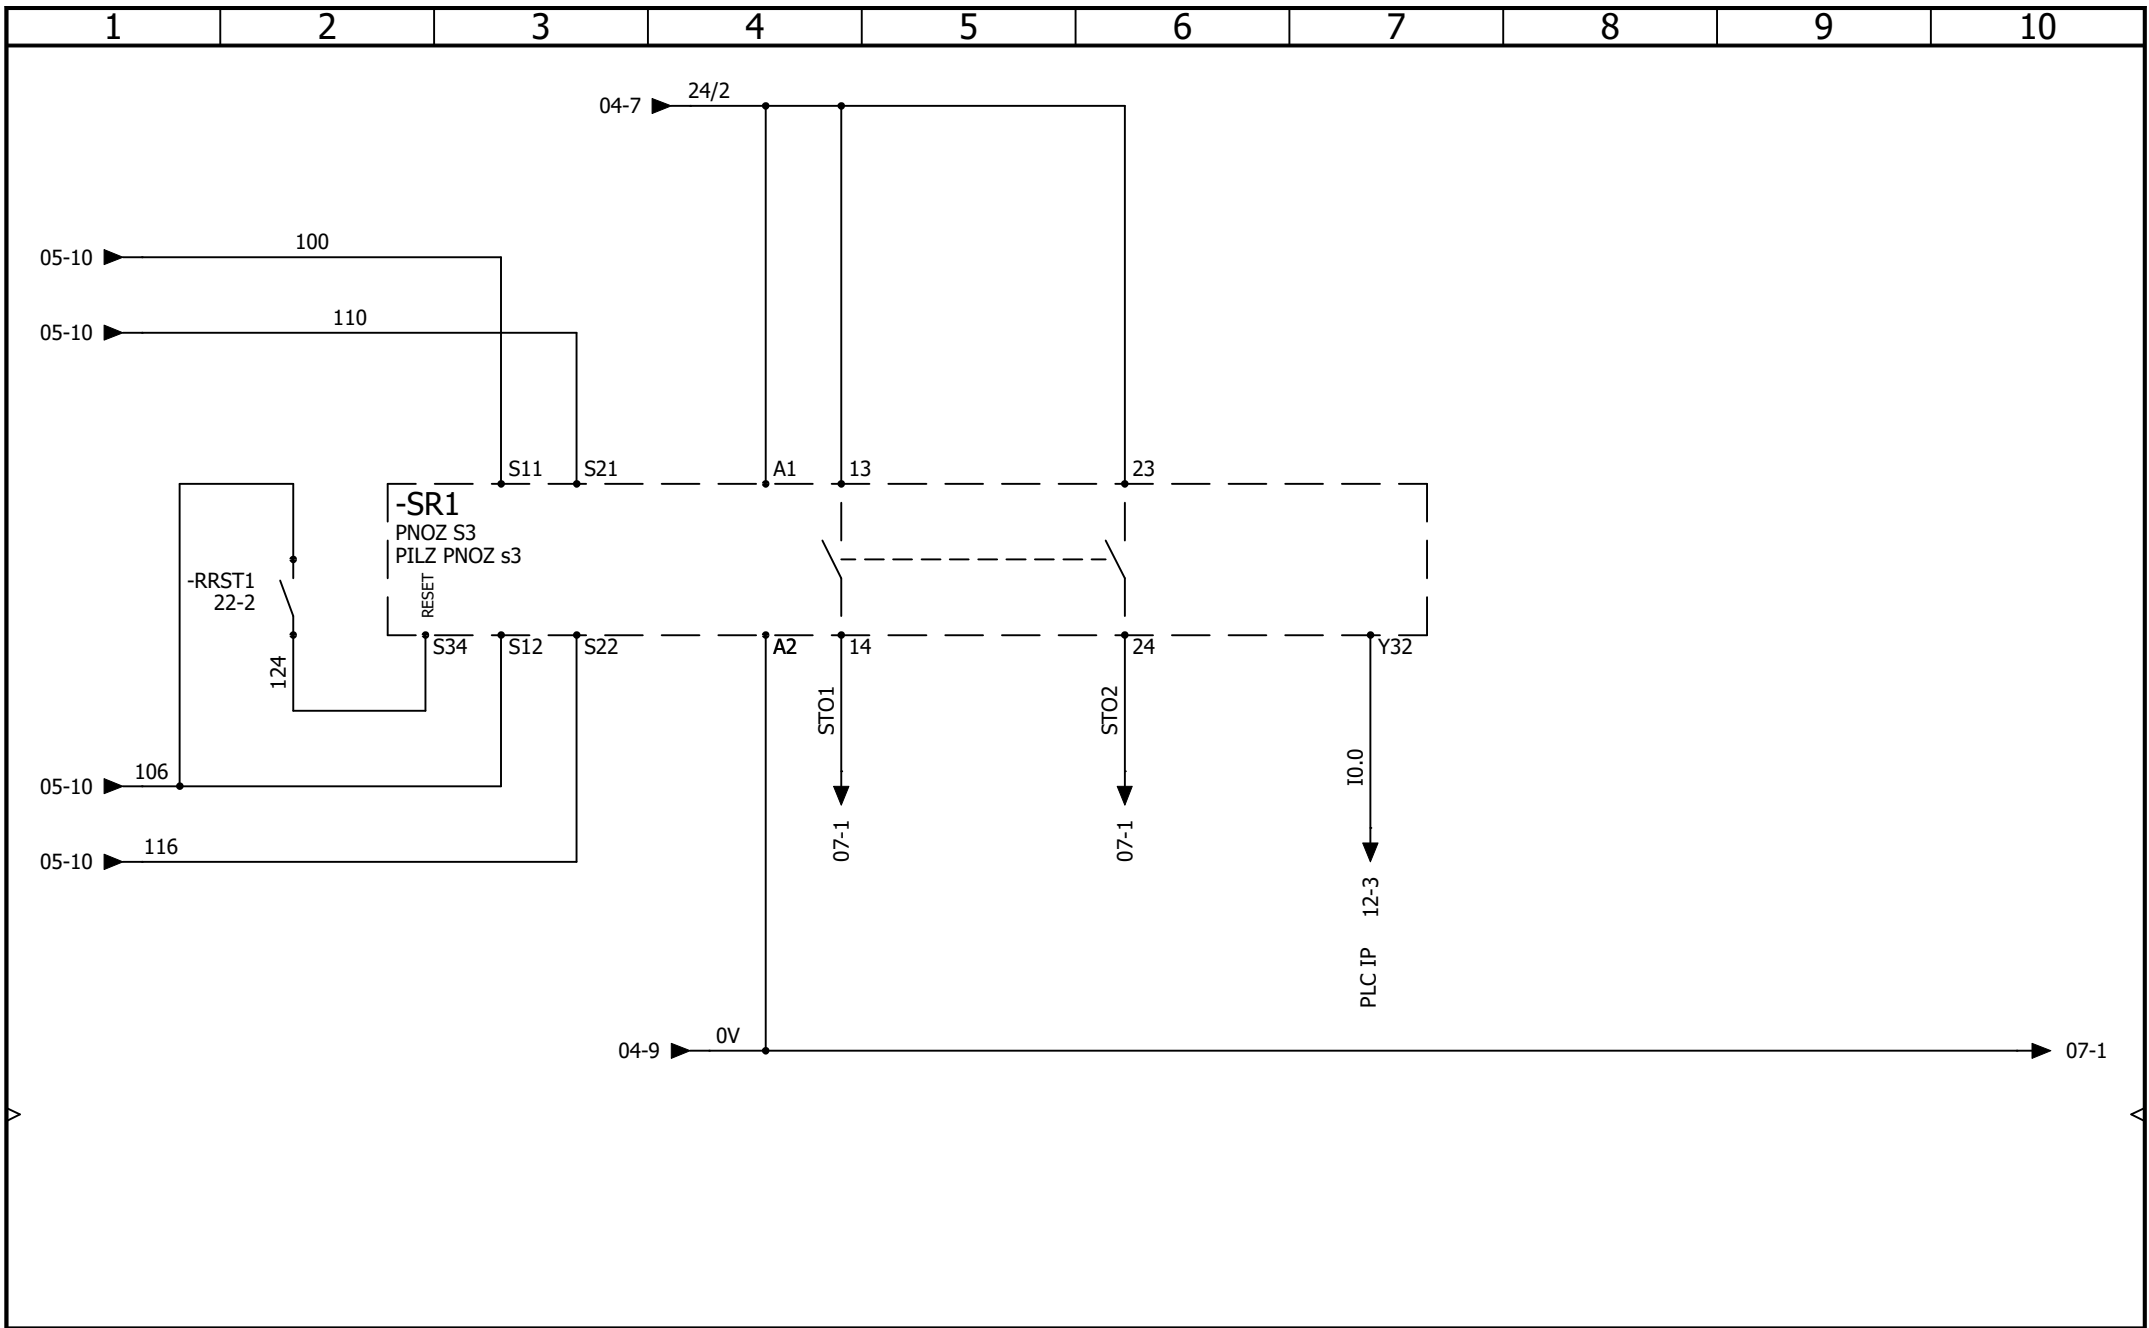 1 2 3 4 5 6 7 8 9 10
04-7 24/2
05-10 100
05-10 110
S11 S21 A1 13 23
-SR1
PNOZ S3
PILZ PNOZ s3
RESET
-RRST1
22-2
S34 S12 S22 A2 14 24 Y32
124
STO1
STO2
I0.0
05-10 106
05-10 116
07-1
07-1
12-3
PLC IP
04-9 0V 07-1